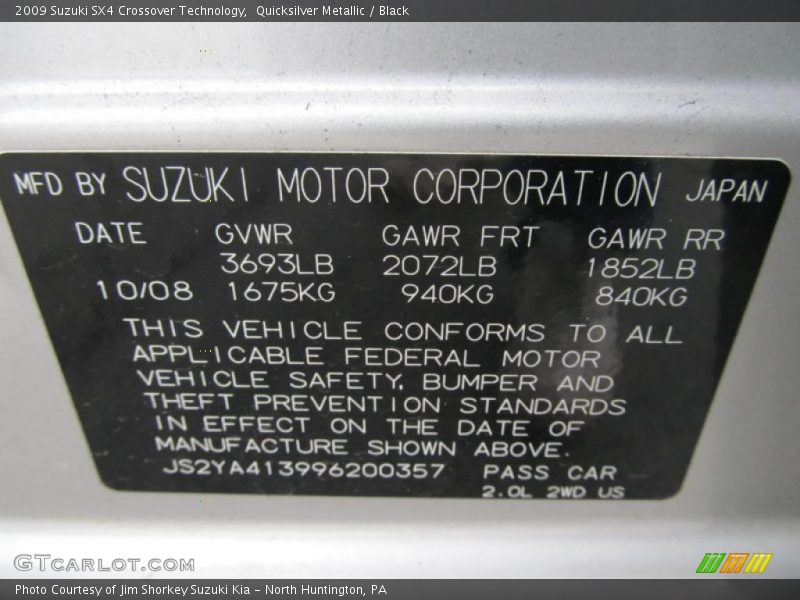 2009 Suzuki SX4 Crossover Technology, Quicksilver Metallic / Black
MFD BY SUZUKI MOTOR CORPORATION JAPAN
DATE GVWR GAWR FRT GAWR RR
3693LB 2072LB 1852LB
10/08 1675KG 940KG 840KG
THIS VEHICLE CONFORMS TO ALL
APPLICABLE FEDERAL MOTOR
VEHICLE SAFETY, BUMPER AND
THEFT PREVENTION STANDARDS
IN EFFECT ON THE DATE OF
MANUFACTURE SHOWN ABOVE.
JS2YA413996200357 PASS CAR
2.0L 2WD US
GTCARLOT.COM
Photo Courtesy of Jim Shorkey Suzuki Kia - North Huntington, PA